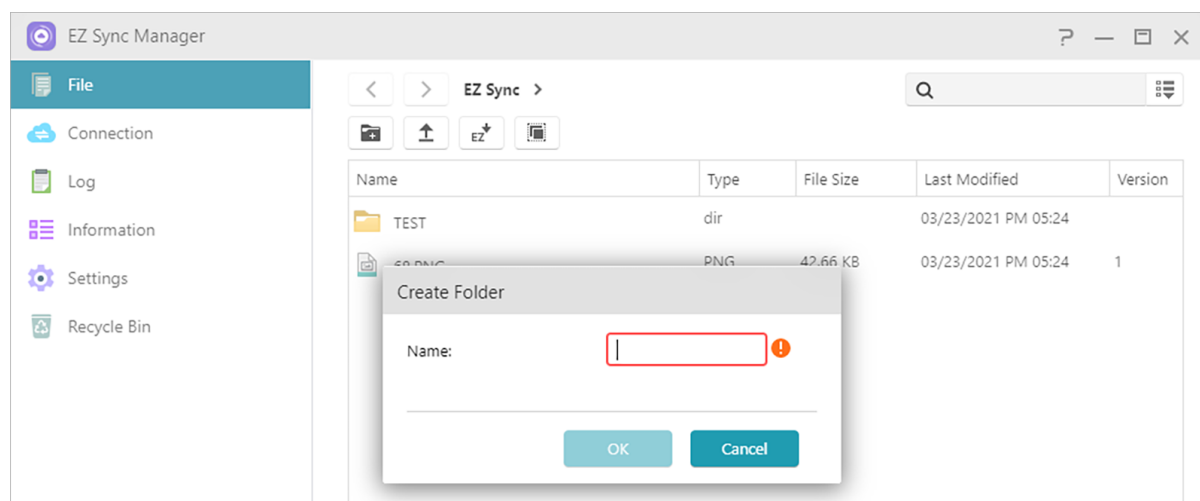 EZ Sync Manager
File
Connection
Log
Information
Settings
Recycle Bin
EZ Sync
EZ
Name Type File Size Last Modified Version
TEST dir 03/23/2021 PM 05:24
68.PNG PNG 42.66 KB 03/23/2021 PM 05:24 1
Create Folder
Name:
OK Cancel